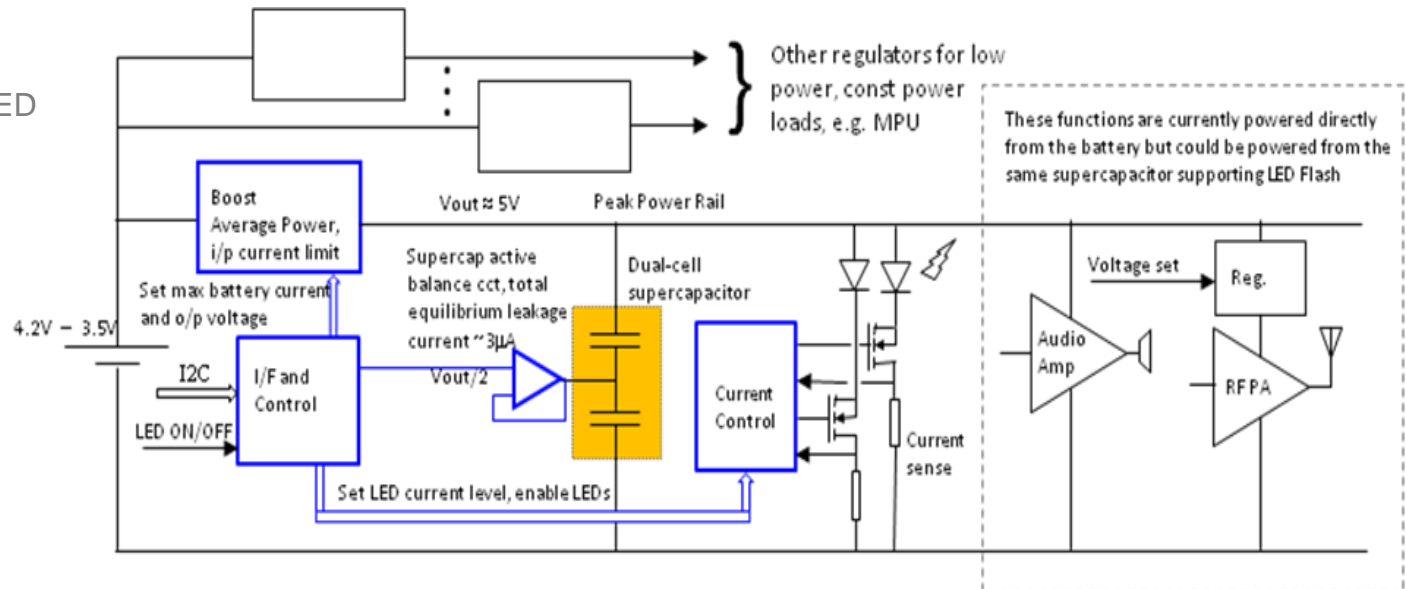 ED
Other regulators for low
power, const power
loads, e.g. MPU
These functions are currently powered directly
from the battery but could be powered from the
same supercapacitor supporting LED Flash
Boost
Average Power,
i/p current limit
Vout ≈ 5V
Peak Power Rail
Supercap active
balance cct, total
equilibrium leakage
current ~3µA
Dual-cell
supercapacitor
Voltage set
Reg.
Set max battery current
and o/p voltage
4.2V – 3.5V
I2C
I/F and
Control
Vout/2
LED ON/OFF
Current
Control
Current
sense
Audio
Amp
RFPA
Set LED current level, enable LEDs